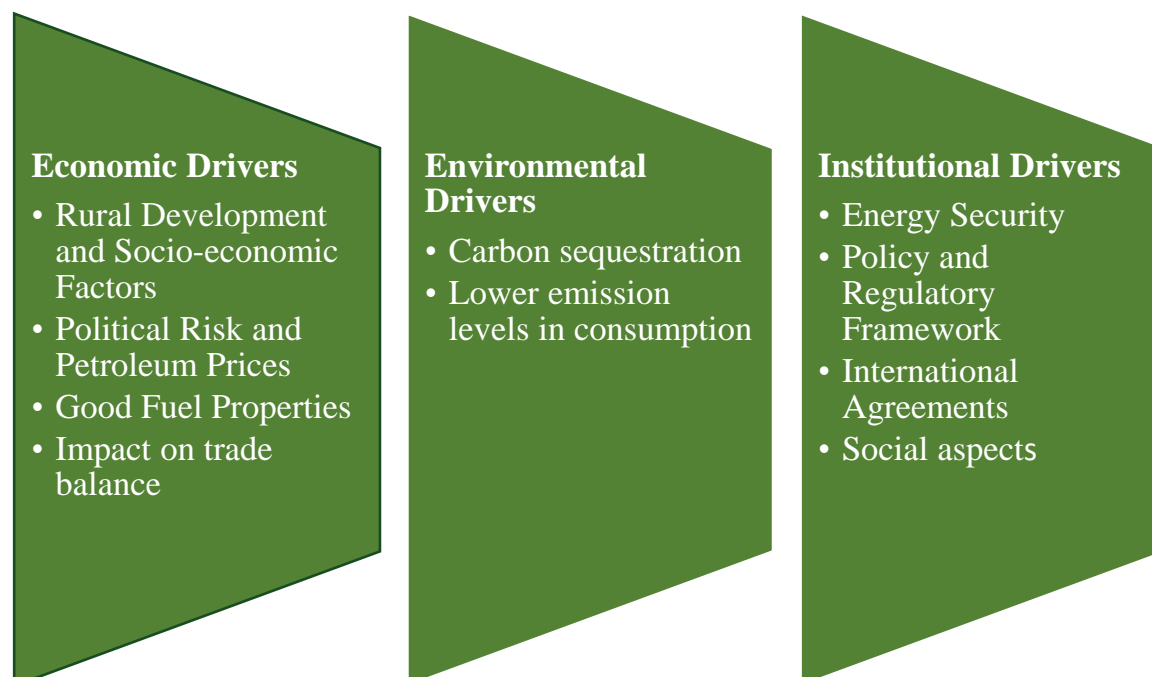 Economic Drivers
• Rural Development
and Socio-economic
Factors
• Political Risk and
Petroleum Prices
• Good Fuel Properties
• Impact on trade
balance
Environmental
Drivers
• Carbon sequestration
• Lower emission
levels in consumption
Institutional Drivers
• Energy Security
• Policy and
Regulatory
Framework
• International
Agreements
• Social aspects